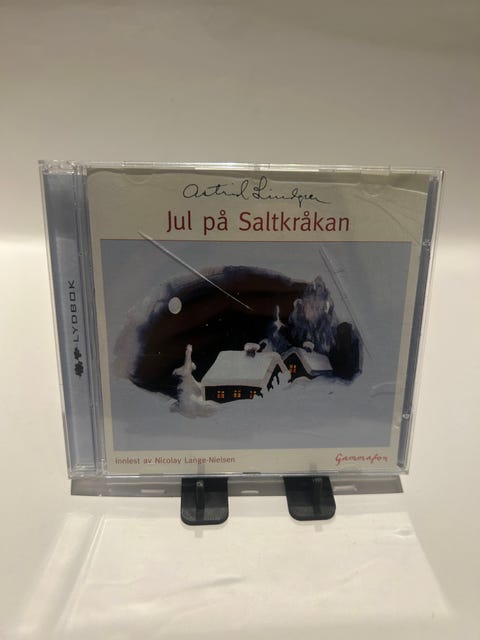 Astrid Lindgren
Jul på Saltkråkan
LYDBOK
Innlest av Nicolay Lange-Nielsen
Gammafon